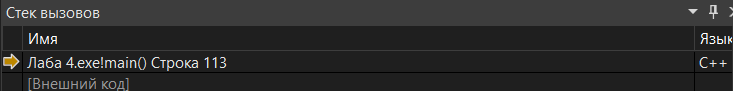 Стек вызовов
Имя Язык
Лаба 4.exe!main() Строка 113 C++
[Внешний код]